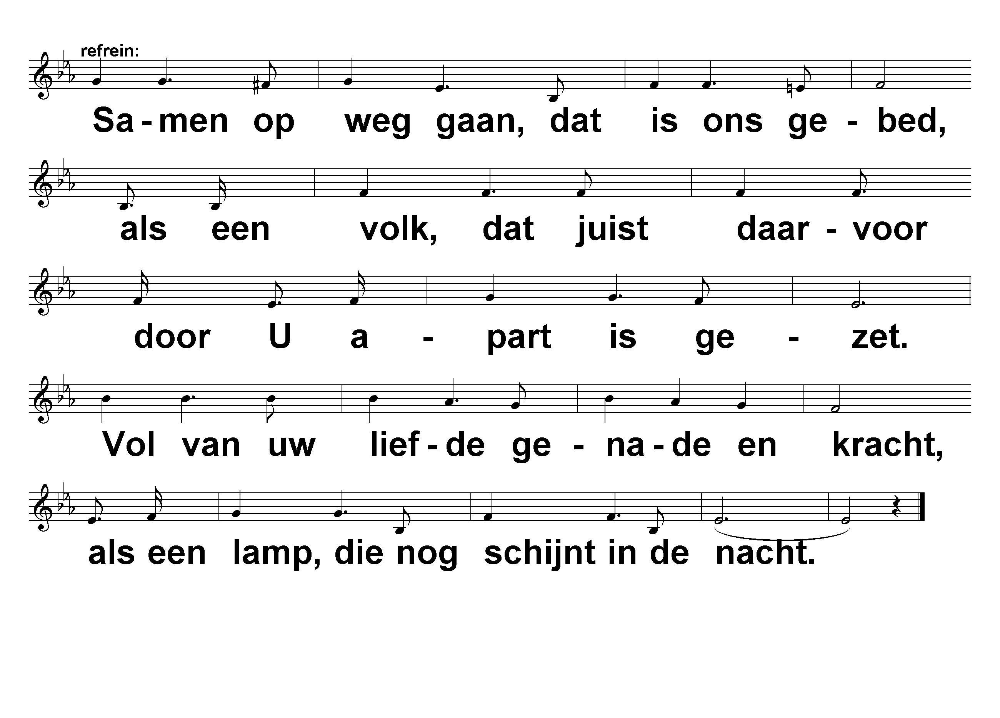 refrein:
Sa - men op weg gaan, dat is ons ge - bed,
als een volk, dat juist daar - voor
door U a - part is ge - zet.
Vol van uw lief - de ge - na - de en kracht,
als een lamp, die nog schijnt in de nacht.